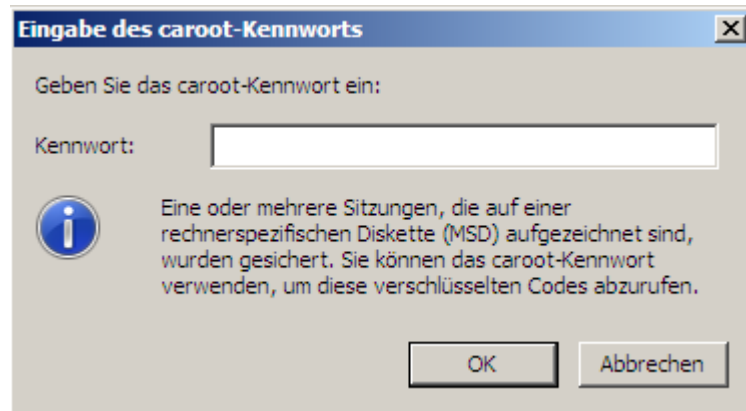 Eingabe des caroot-Kennworts
Geben Sie das caroot-Kennwort ein:
Kennwort:
Eine oder mehrere Sitzungen, die auf einer
rechnerspezifischen Diskette (MSD) aufgezeichnet sind,
wurden gesichert. Sie können das caroot-Kennwort
verwenden, um diese verschlüsselten Codes abzurufen.
OK Abbrechen